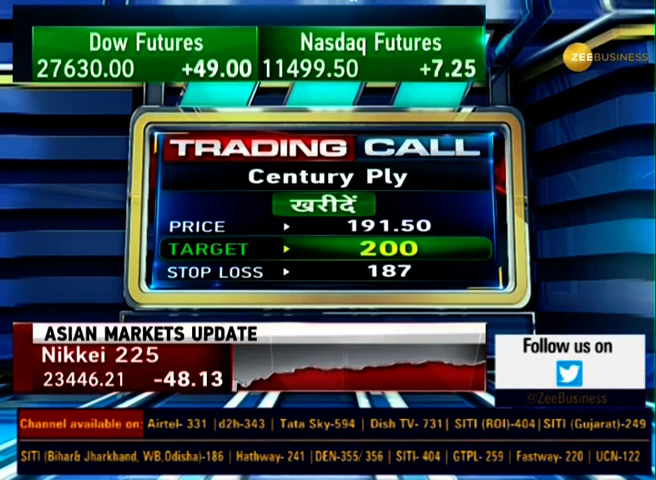 Dow Futures
27630.00 +49.00
Nasdaq Futures
11499.50 +7.25
ZEEBUSINESS
TRADING CALL
Century Ply
खरीदें
PRICE 191.50
TARGET 200
STOP LOSS 187
ASIAN MARKETS UPDATE
Nikkei 225
23446.21 -48.13
Follow us on
@ZeeBusiness
Channel available on: Airtel- 331 | d2h-343 | Tata Sky-594 | Dish TV- 731 | SITI (ROI)-404 | SITI (Gujarat)-249
SITI (Bihar& Jharkhand, WB,Odisha)-186 | Hathway- 241 |DEN-355/ 356 | SITI- 404 | GTPL- 259 | Fastway- 220 | UCN-122